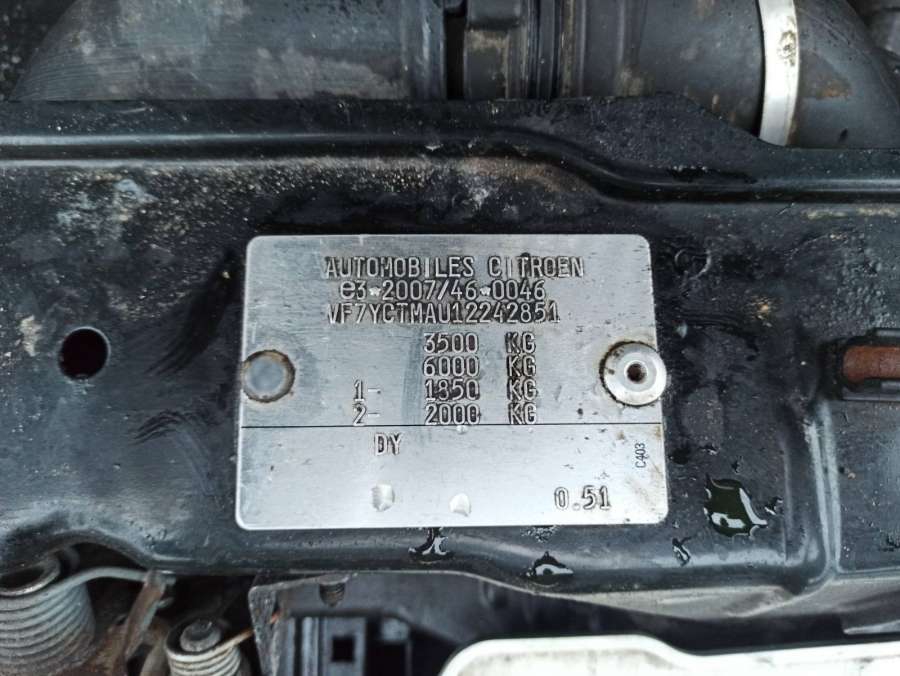 AUTOMOBILES CITROEN
e3*2007/46*0046
VF7YCTMAU12242851
3500 KG
6000 KG
1- 1850 KG
2- 2000 KG
DY
C403
0.51